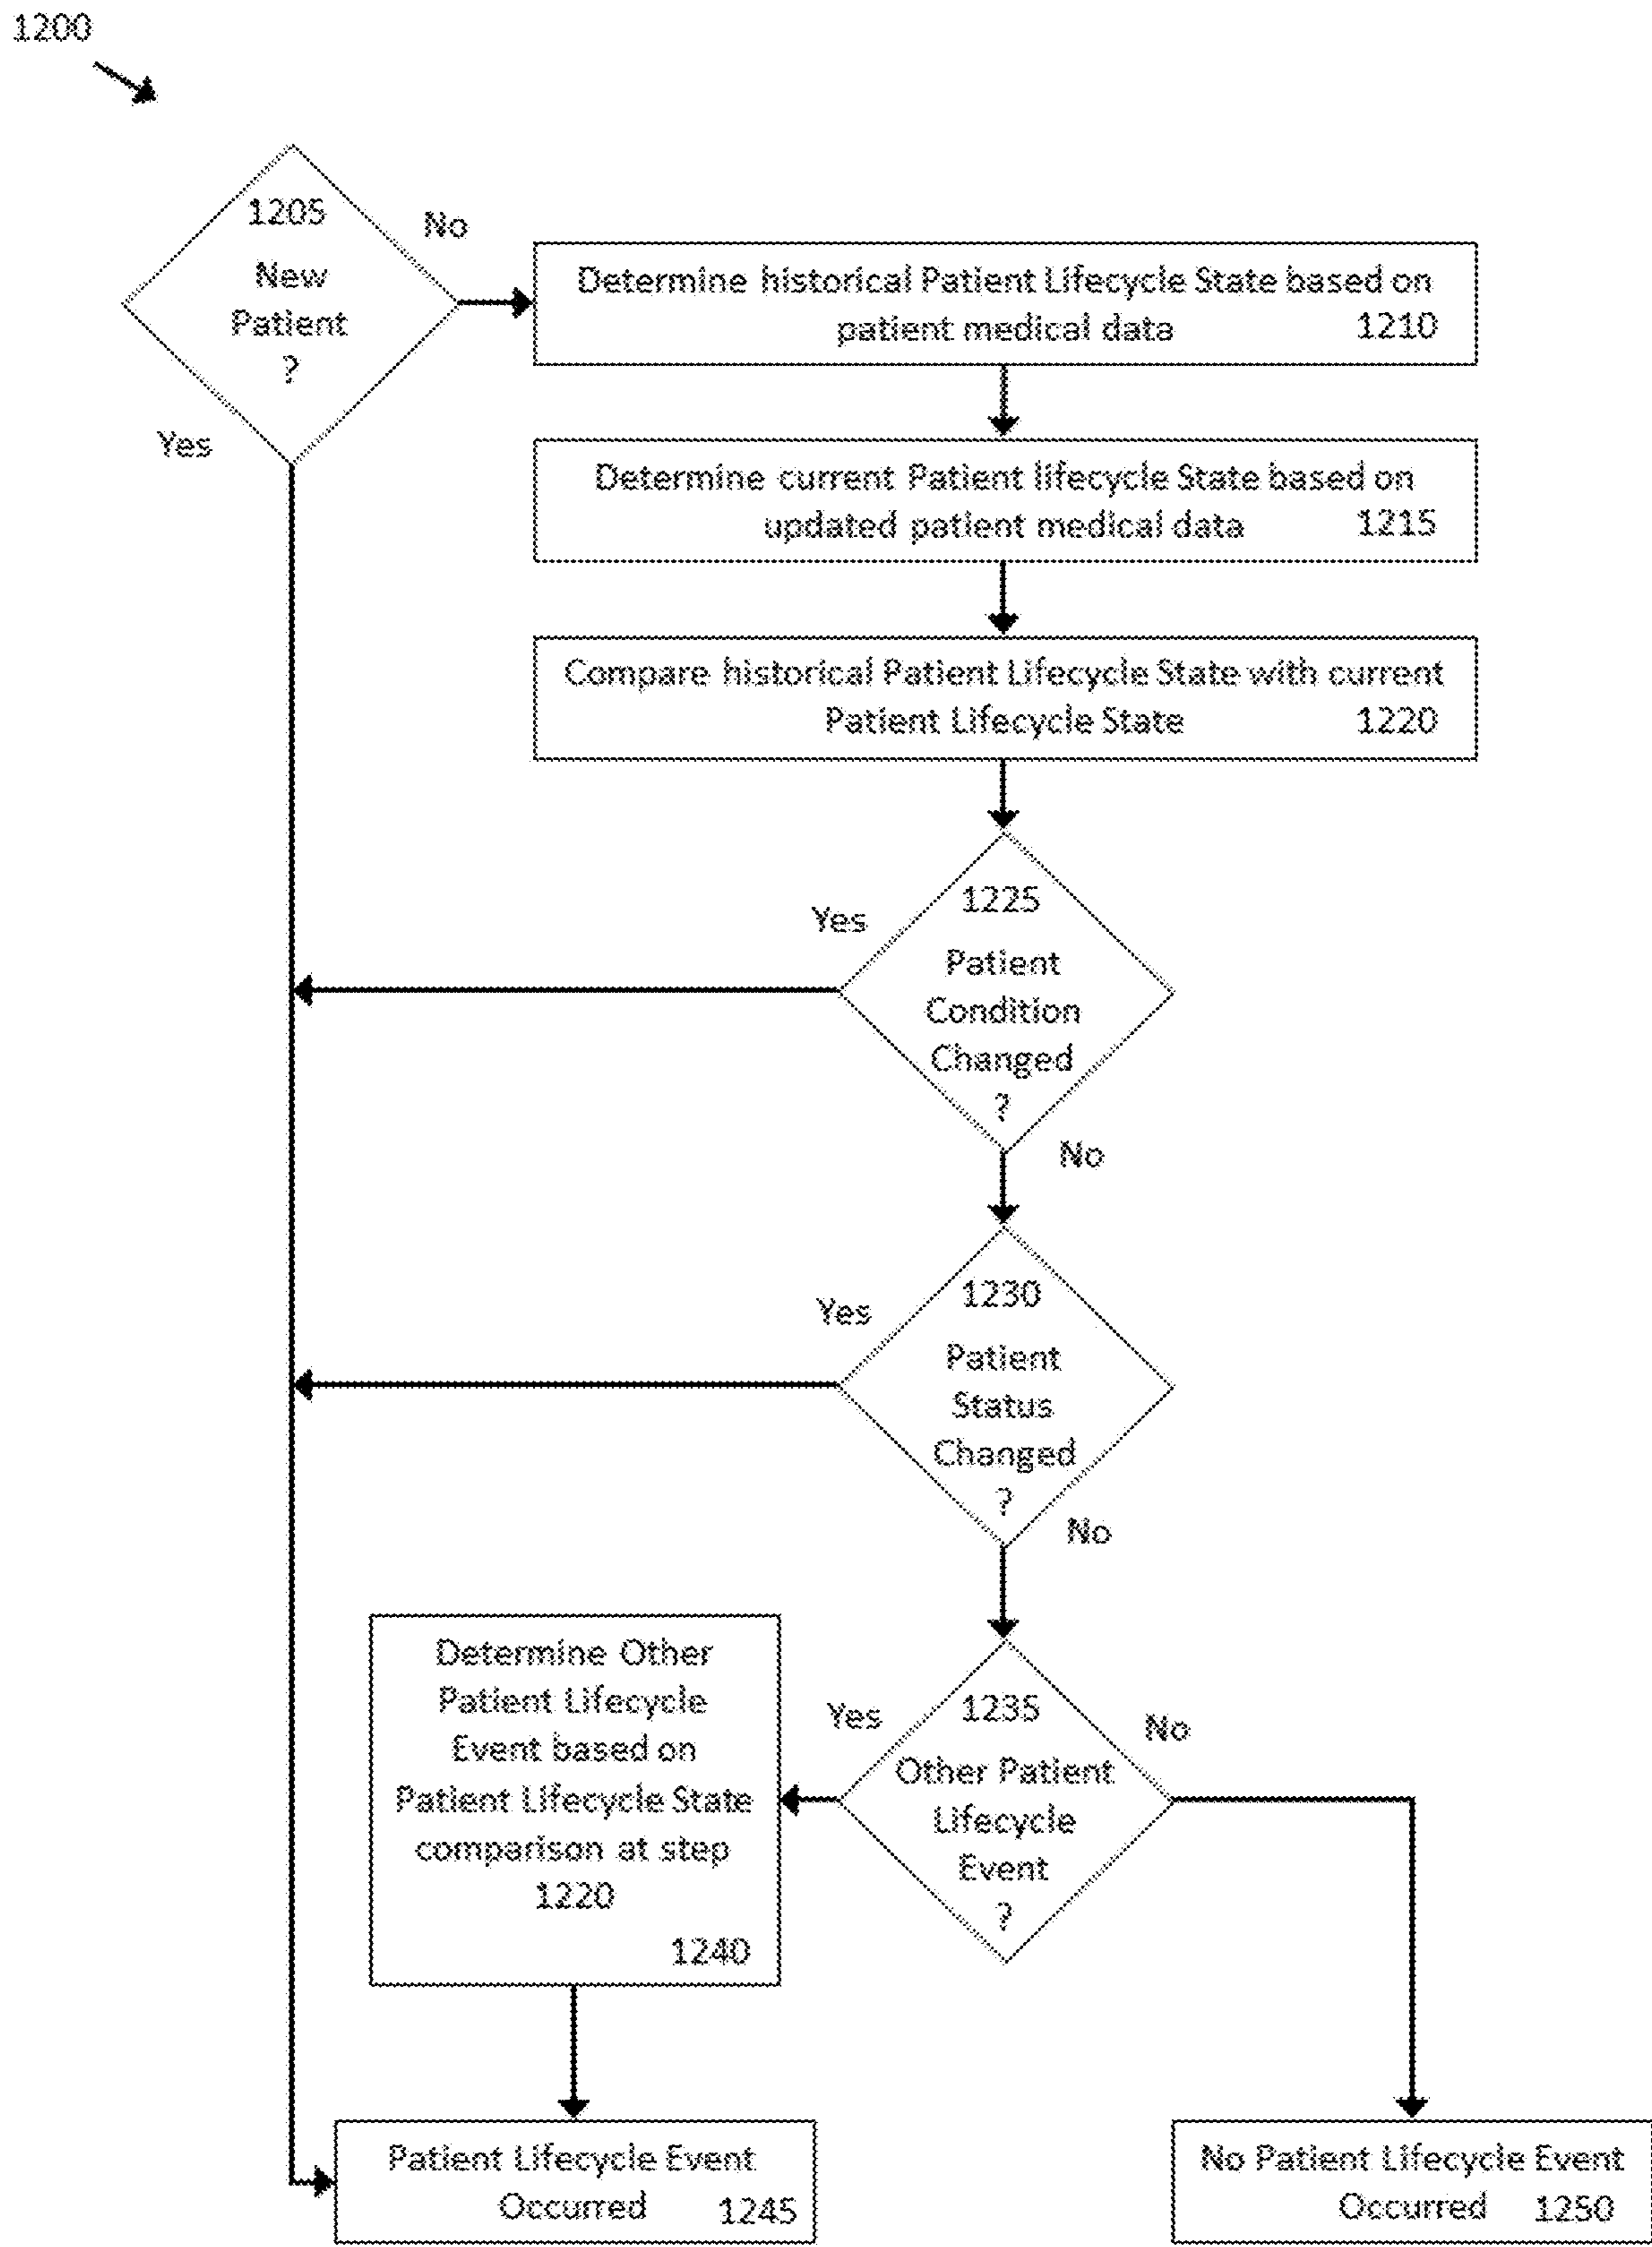 1200
1205
New
Patient
?
No
Yes
Determine historical Patient Lifecycle State based on
patient medical data 1210
Determine current Patient lifecycle State based on
updated patient medical data 1215
Compare historical Patient Lifecycle State with current
Patient Lifecycle State 1220
Yes
1225
Patient
Condition
Changed
?
No
Yes
1230
Patient
Status
Changed
?
No
Determine Other
Patient Lifecycle
Event based on
Patient Lifecycle State
comparison at step
1220
1240
Yes
1235
Other Patient
Lifecycle
Event
?
No
Patient Lifecycle Event
Occurred 1245
No Patient Lifecycle Event
Occurred 1250